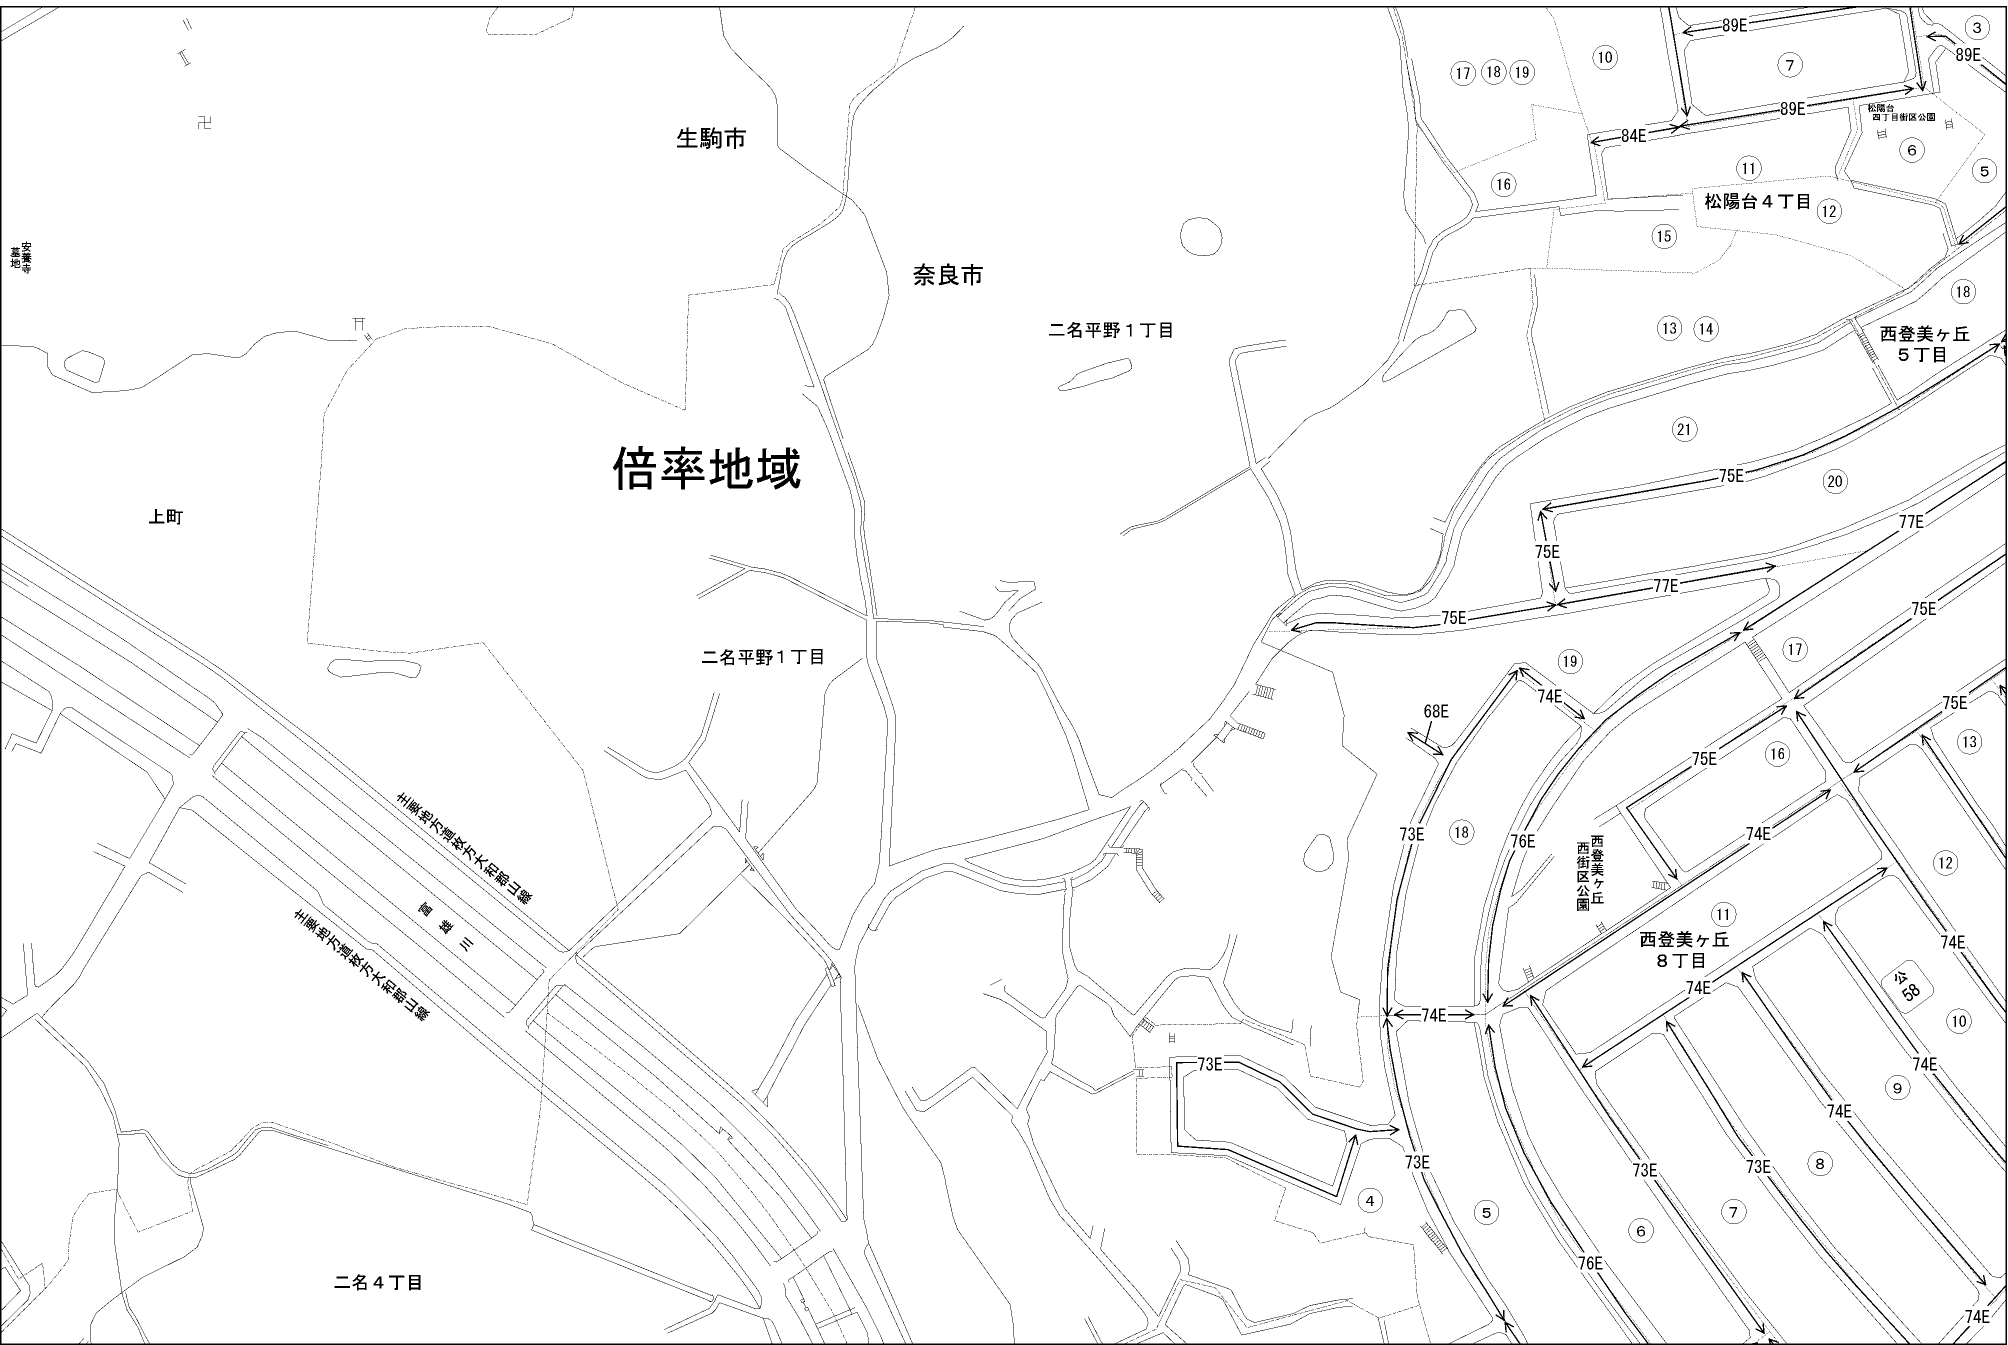 89E
③
89E
⑩
⑰ ⑱ ⑲
⑦
89E
松陽台
四丁目街区公園
卍
生駒市
84E
⑥
⑪
⑤
⑯
松陽台４丁目
⑫
⑮
安養寺
墓地
奈良市
⑱
二名平野１丁目
⑬ ⑭
西登美ヶ丘
５丁目
㉑
倍率地域
75E
⑳
上町
77E
75E
77E
75E
75E
二名平野１丁目
⑲
⑰
74E
75E
68E
⑬
75E
⑯
主要地方道枚方大和郡山線
73E
⑱
76E
74E
西登美ヶ丘
西街区公園
⑫
富雄川
主要地方道枚方大和郡山線
⑪
西登美ヶ丘
８丁目
74E
74E
公
58
74E
⑩
73E
74E
⑨
74E
73E
73E
73E
⑧
④
⑤
⑥
⑦
76E
二名４丁目
74E